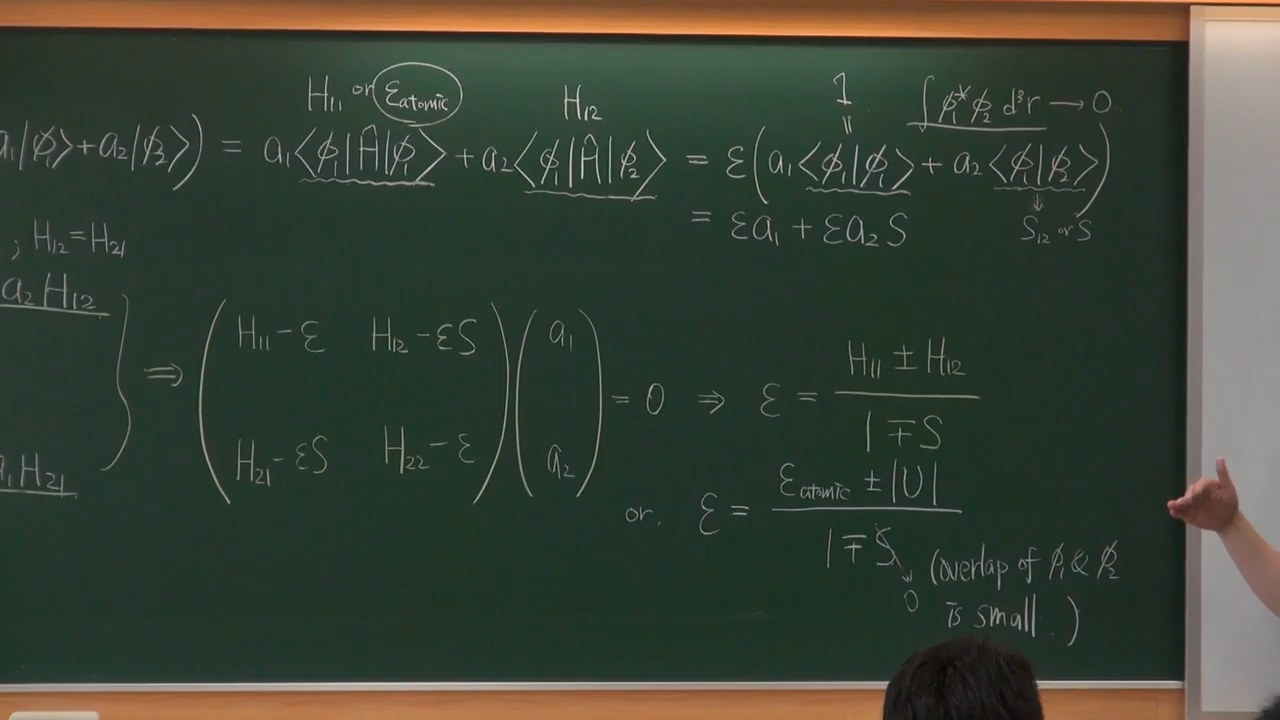 H₁₁ or ε_atomic
H₁₂
1
∫ϕ₁*ϕ₂ d³r → 0
a₁|ϕ₁⟩+a₂|ϕ₂⟩) = a₁⟨ϕ₁|Ĥ|ϕ₁⟩ + a₂⟨ϕ₁|Ĥ|ϕ₂⟩ = ε(a₁⟨ϕ₁|ϕ₁⟩ + a₂⟨ϕ₁|ϕ₂⟩)
= εa₁ + εa₂S
S₁₂ or S
; H₁₂=H₂₁
a₂H₁₂
a₁H₂₁
⇒ (H₁₁-ε H₁₂-εS) (a₁)
(H₂₁-εS H₂₂-ε) (a₂) = 0 ⇒ ε = (H₁₁ ± H₁₂)/(1∓S)
or, ε = (ε_atomic ± |U|)/(1∓S)
↘ 0
(overlap of ϕ₁ & ϕ₂
is small.)